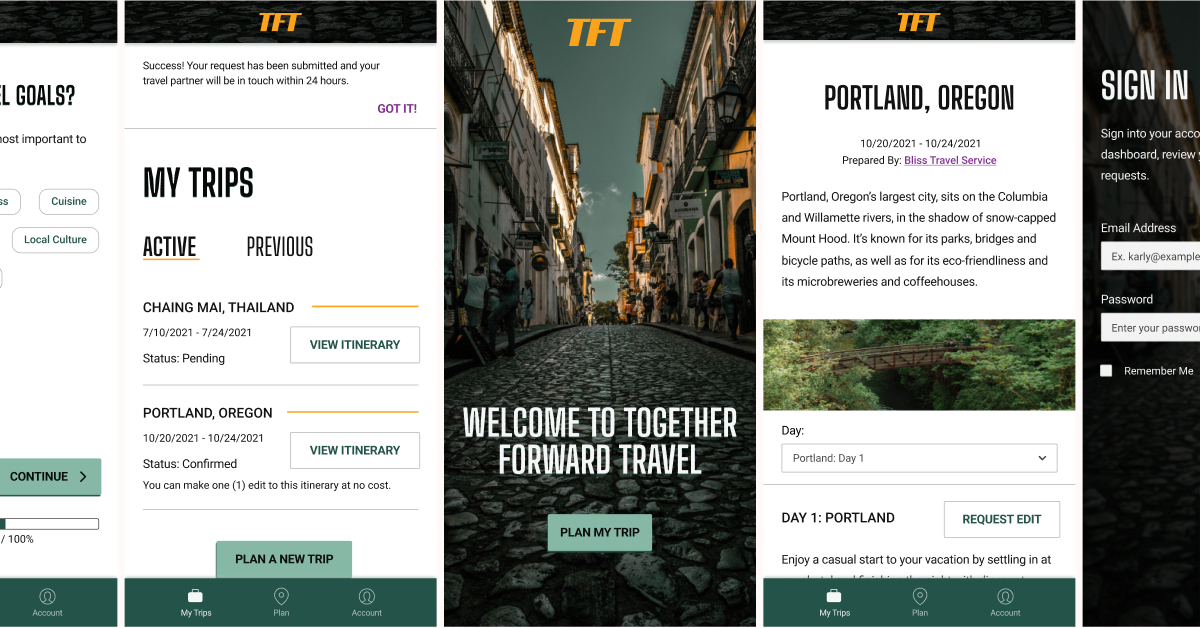 L GOALS?
most important to
ss
Cuisine
Local Culture
CONTINUE
/ 100%
Account
TFT
Success! Your request has been submitted and your
travel partner will be in touch within 24 hours.
GOT IT!
MY TRIPS
ACTIVE
PREVIOUS
CHAING MAI, THAILAND
7/10/2021 - 7/24/2021
Status: Pending
VIEW ITINERARY
PORTLAND, OREGON
10/20/2021 - 10/24/2021
Status: Confirmed
VIEW ITINERARY
You can make one (1) edit to this itinerary at no cost.
PLAN A NEW TRIP
My Trips
Plan
Account
TFT
WELCOME TO TOGETHER
FORWARD TRAVEL
PLAN MY TRIP
TFT
PORTLAND, OREGON
10/20/2021 - 10/24/2021
Prepared By: Bliss Travel Service
Portland, Oregon’s largest city, sits on the Columbia
and Willamette rivers, in the shadow of snow-capped
Mount Hood. It’s known for its parks, bridges and
bicycle paths, as well as for its eco-friendliness and
its microbreweries and coffeehouses.
Day:
Portland: Day 1
DAY 1: PORTLAND
REQUEST EDIT
Enjoy a casual start to your vacation by settling in at
My Trips
Plan
Account
SIGN IN
Sign into your acco
dashboard, review y
requests.
Email Address
Ex. karly@example
Password
Enter your passwo
Remember Me